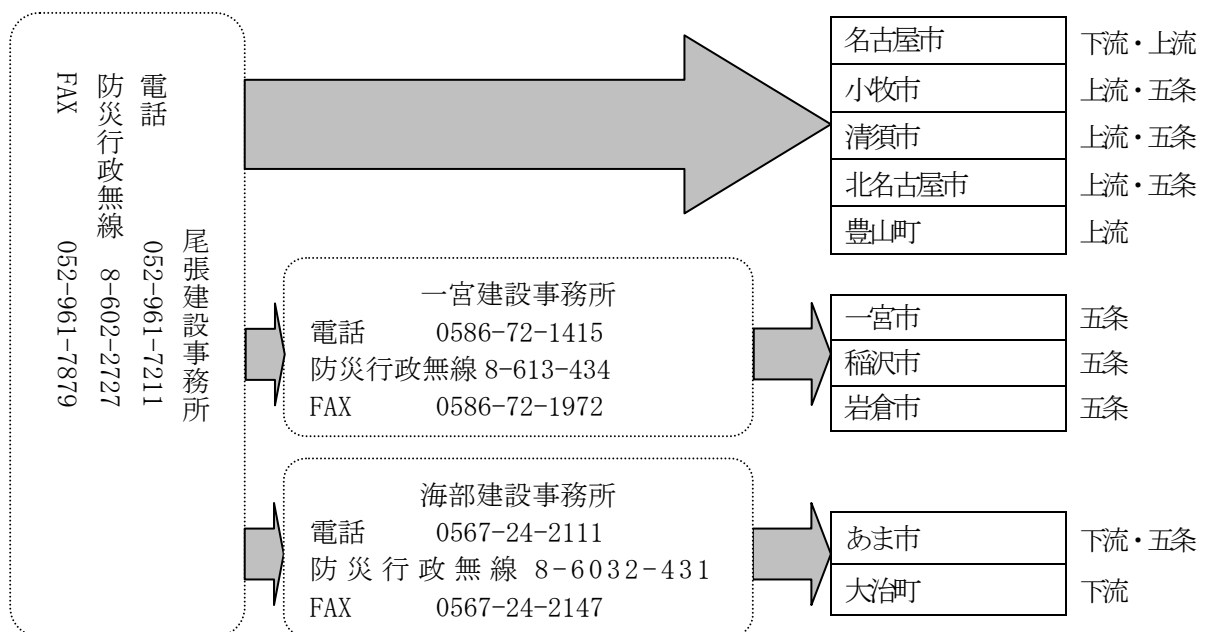 尾張建設事務所
電話 052-961-7211
防災行政無線 8-602-2727
FAX 052-961-7879
名古屋市 下流・上流
小牧市 上流・五条
清須市 上流・五条
北名古屋市 上流・五条
豊山町 上流
一宮建設事務所
電話 0586-72-1415
防災行政無線 8-613-434
FAX 0586-72-1972
一宮市 五条
稲沢市 五条
岩倉市 五条
海部建設事務所
電話 0567-24-2111
防災行政無線 8-6032-431
FAX 0567-24-2147
あま市 下流・五条
大治町 下流